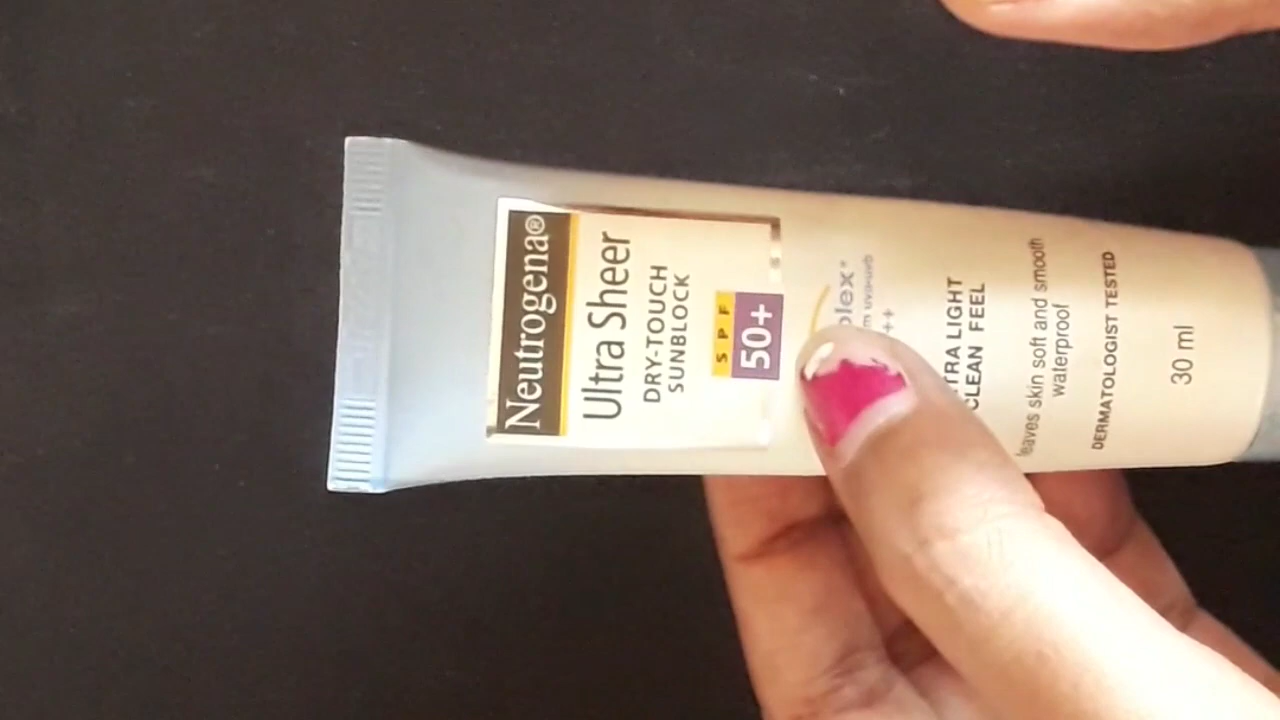 Neutrogena®
Ultra Sheer
DRY-TOUCH
SUNBLOCK
SPF
50+
CLEAN FEEL
LIGHT
leaves skin soft and smooth
waterproof
DERMATOLOGIST TESTED
30 ml